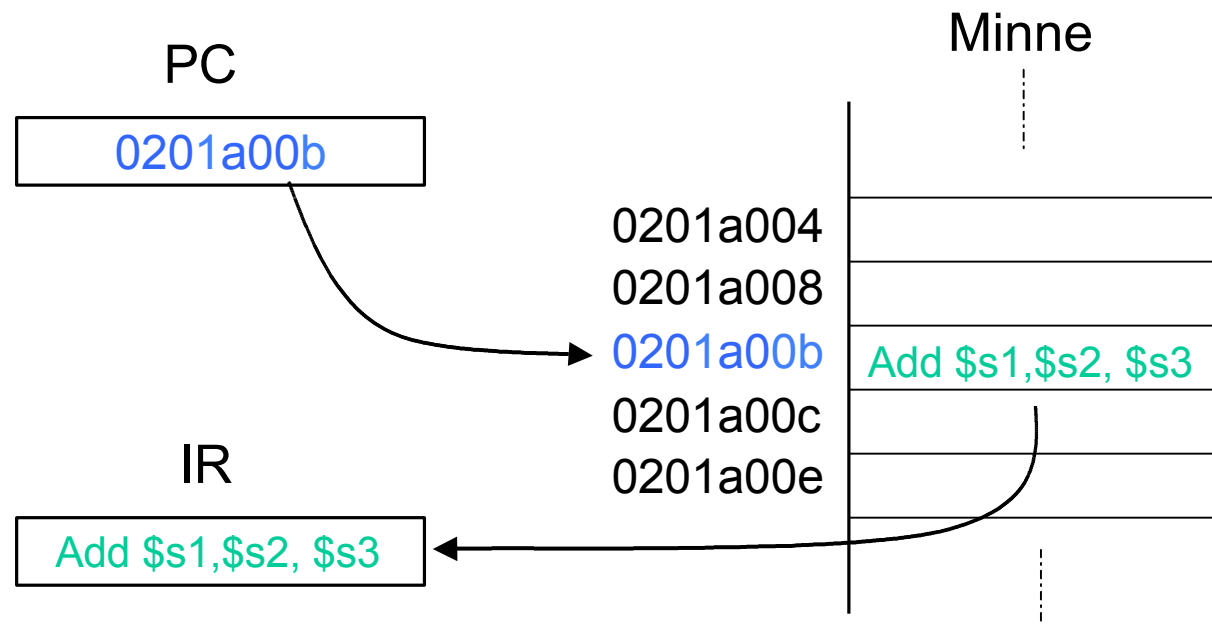 PC
0201a00b
IR
Add $s1,$s2, $s3
Minne
0201a004
0201a008
0201a00b
Add $s1,$s2, $s3
0201a00c
0201a00e